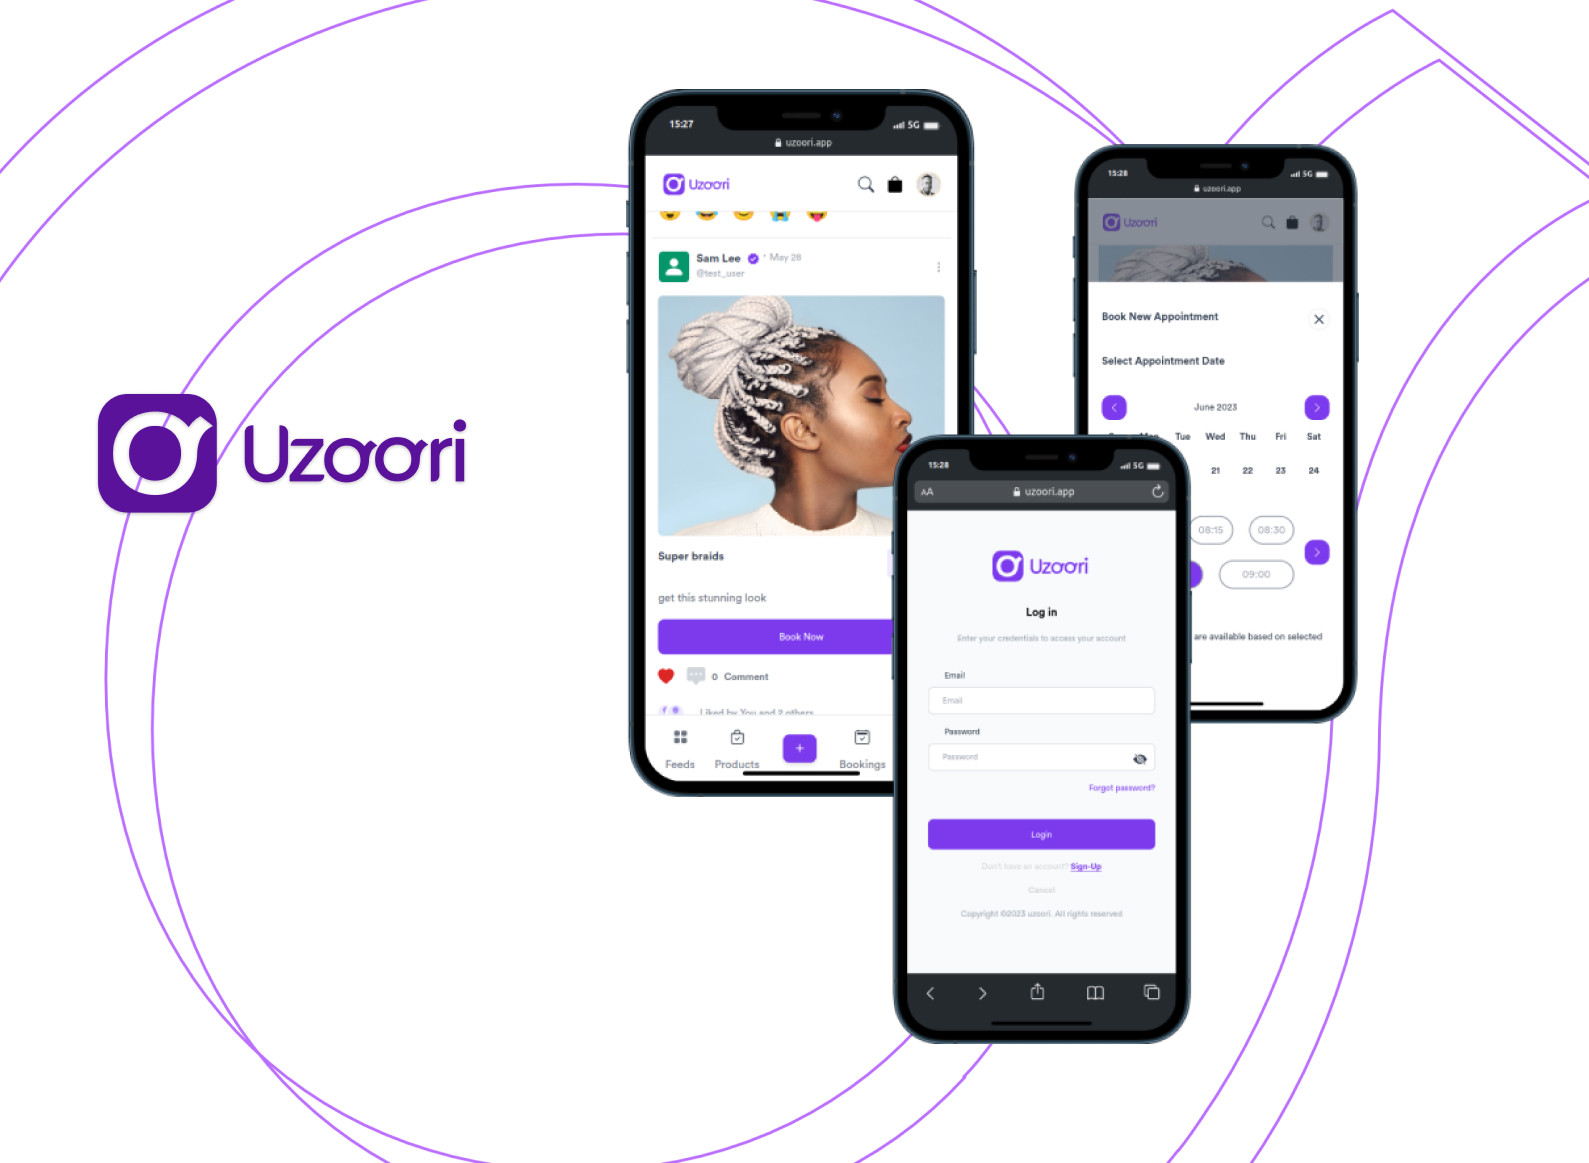 Uzoori
15:27
5G
uzoori.app
Uzoori
Sam Lee
· May 28
@test_user
Super braids
get this stunning look
Book Now
0 Comment
Liked by You and 2 others
Feeds
Products
+
Bookings
15:28
5G
uzoori.app
Uzoori
Book New Appointment
Select Appointment Date
June 2023
Tue Wed Thu Fri Sat
21 22 23 24
08:15
08:30
09:00
are available based on selected
15:28
5G
AA
uzoori.app
Uzoori
Log in
Enter your credentials to access your account
Email
Email
Password
Password
Forgot password?
Login
Don't have an account? Sign-Up
Cancel
Copyright ©2023 uzoori. All rights reserved